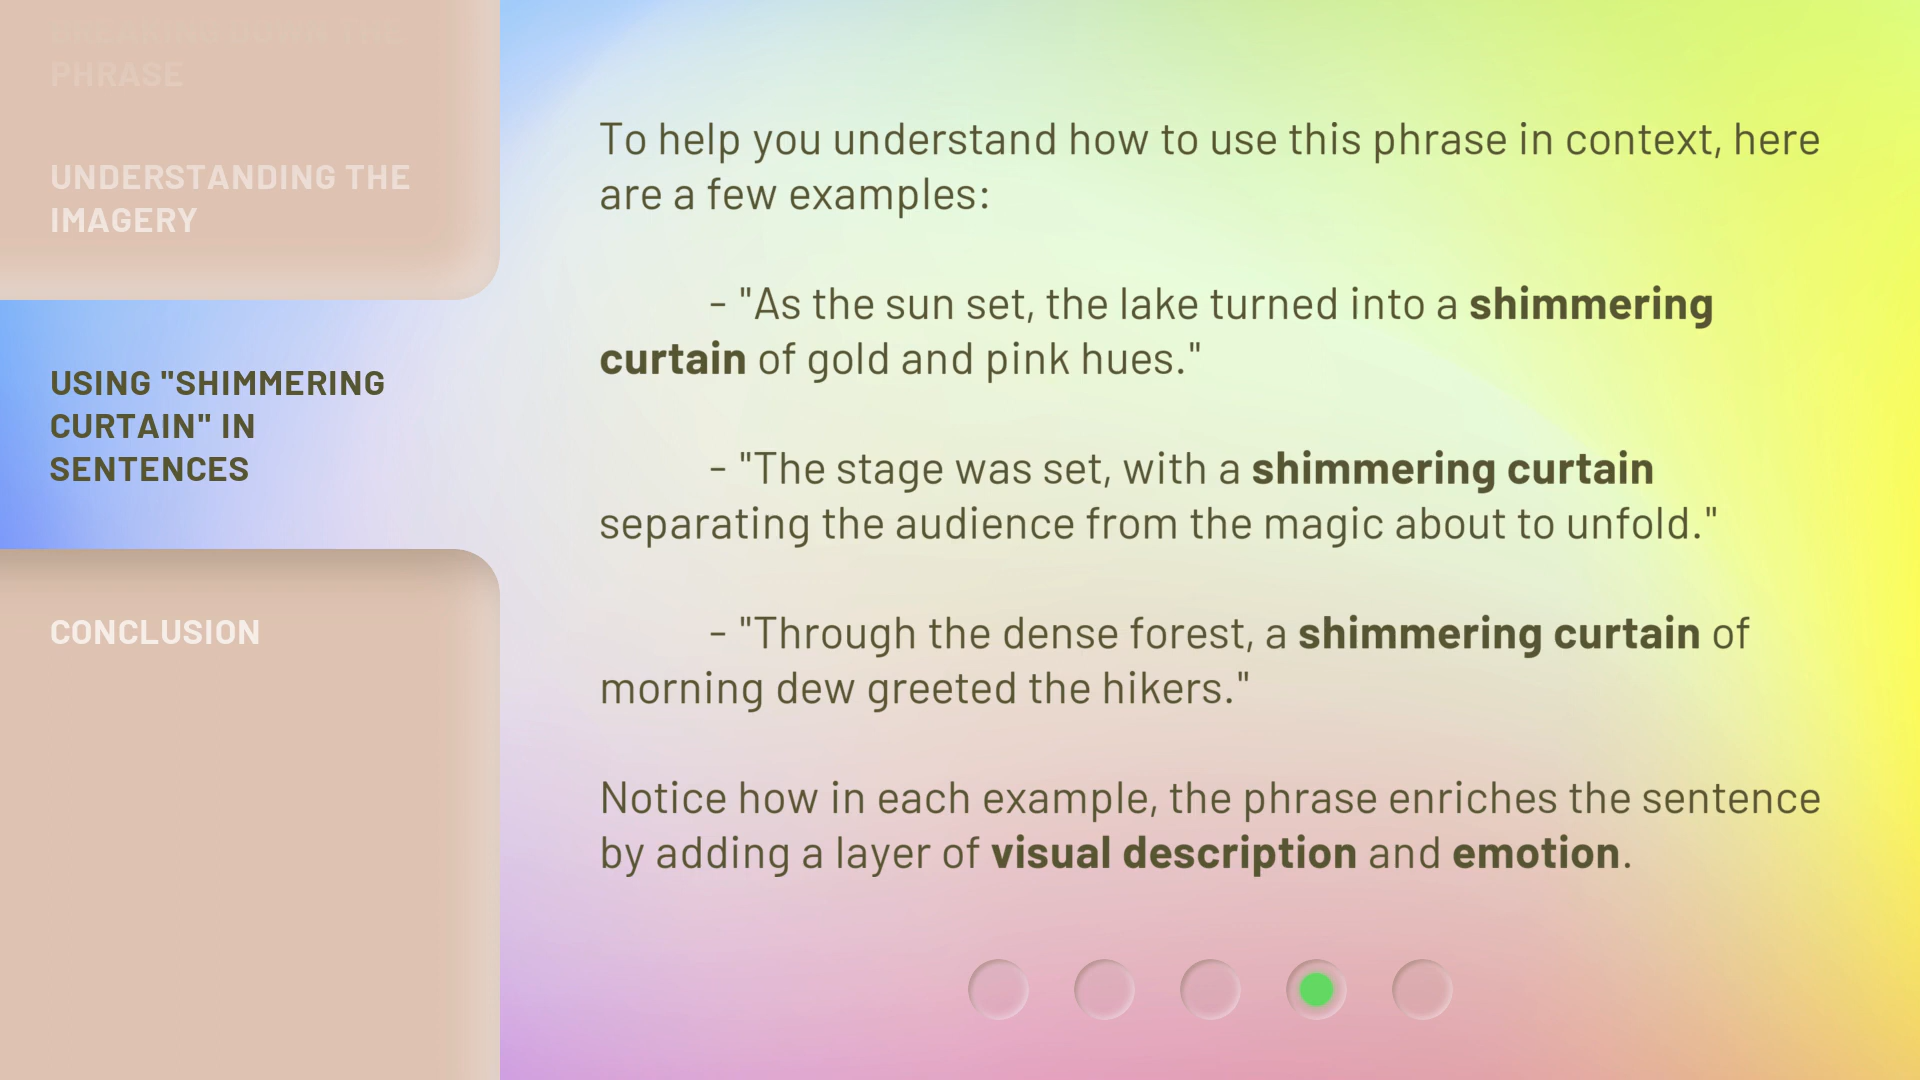 BREAKING DOWN THE
PHRASE
UNDERSTANDING THE
IMAGERY
USING "SHIMMERING
CURTAIN" IN
SENTENCES
CONCLUSION
To help you understand how to use this phrase in context, here
are a few examples:
- "As the sun set, the lake turned into a shimmering
curtain of gold and pink hues."
- "The stage was set, with a shimmering curtain
separating the audience from the magic about to unfold."
- "Through the dense forest, a shimmering curtain of
morning dew greeted the hikers."
Notice how in each example, the phrase enriches the sentence
by adding a layer of visual description and emotion.